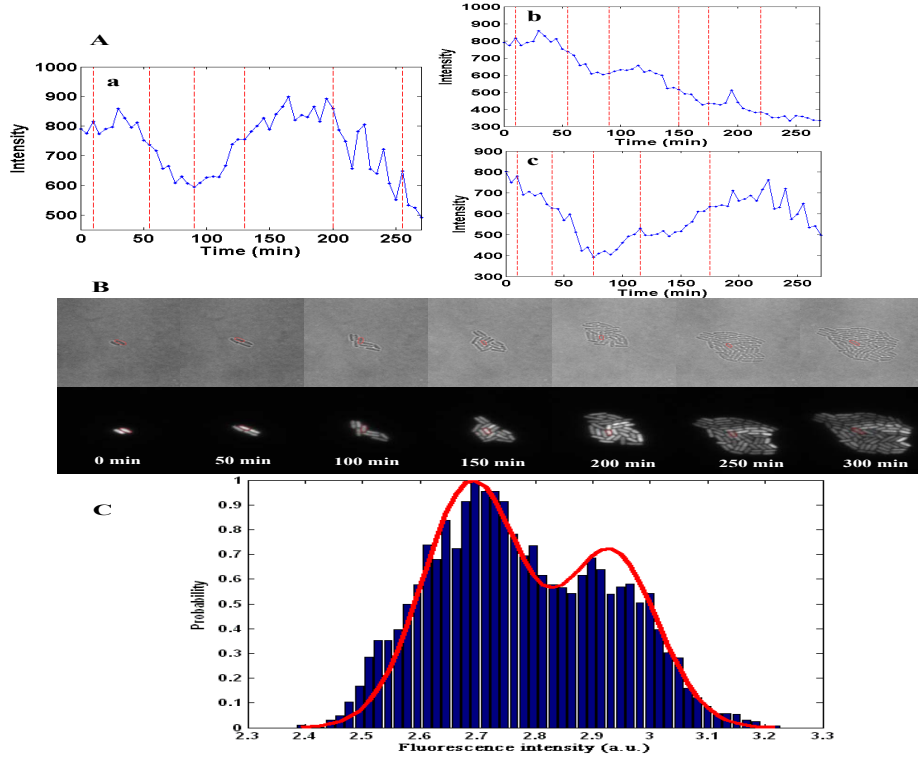 A
a
1000
900
800
700
600
500
Intensity
0 50 100 150 200 250
Time (min)
b
1000
900
800
700
600
500
400
300
Intensity
0 50 100 150 200 250
Time (min)
c
900
800
700
600
500
400
300
Intensity
0 50 100 150 200 250
Time (min)
B
0 min 50 min 100 min 150 min 200 min 250 min 300 min
C
1
0.9
0.8
0.7
0.6
0.5
0.4
0.3
0.2
0.1
0
Probability
2.3 2.4 2.5 2.6 2.7 2.8 2.9 3 3.1 3.2 3.3
Fluorescence intensity (a.u.)